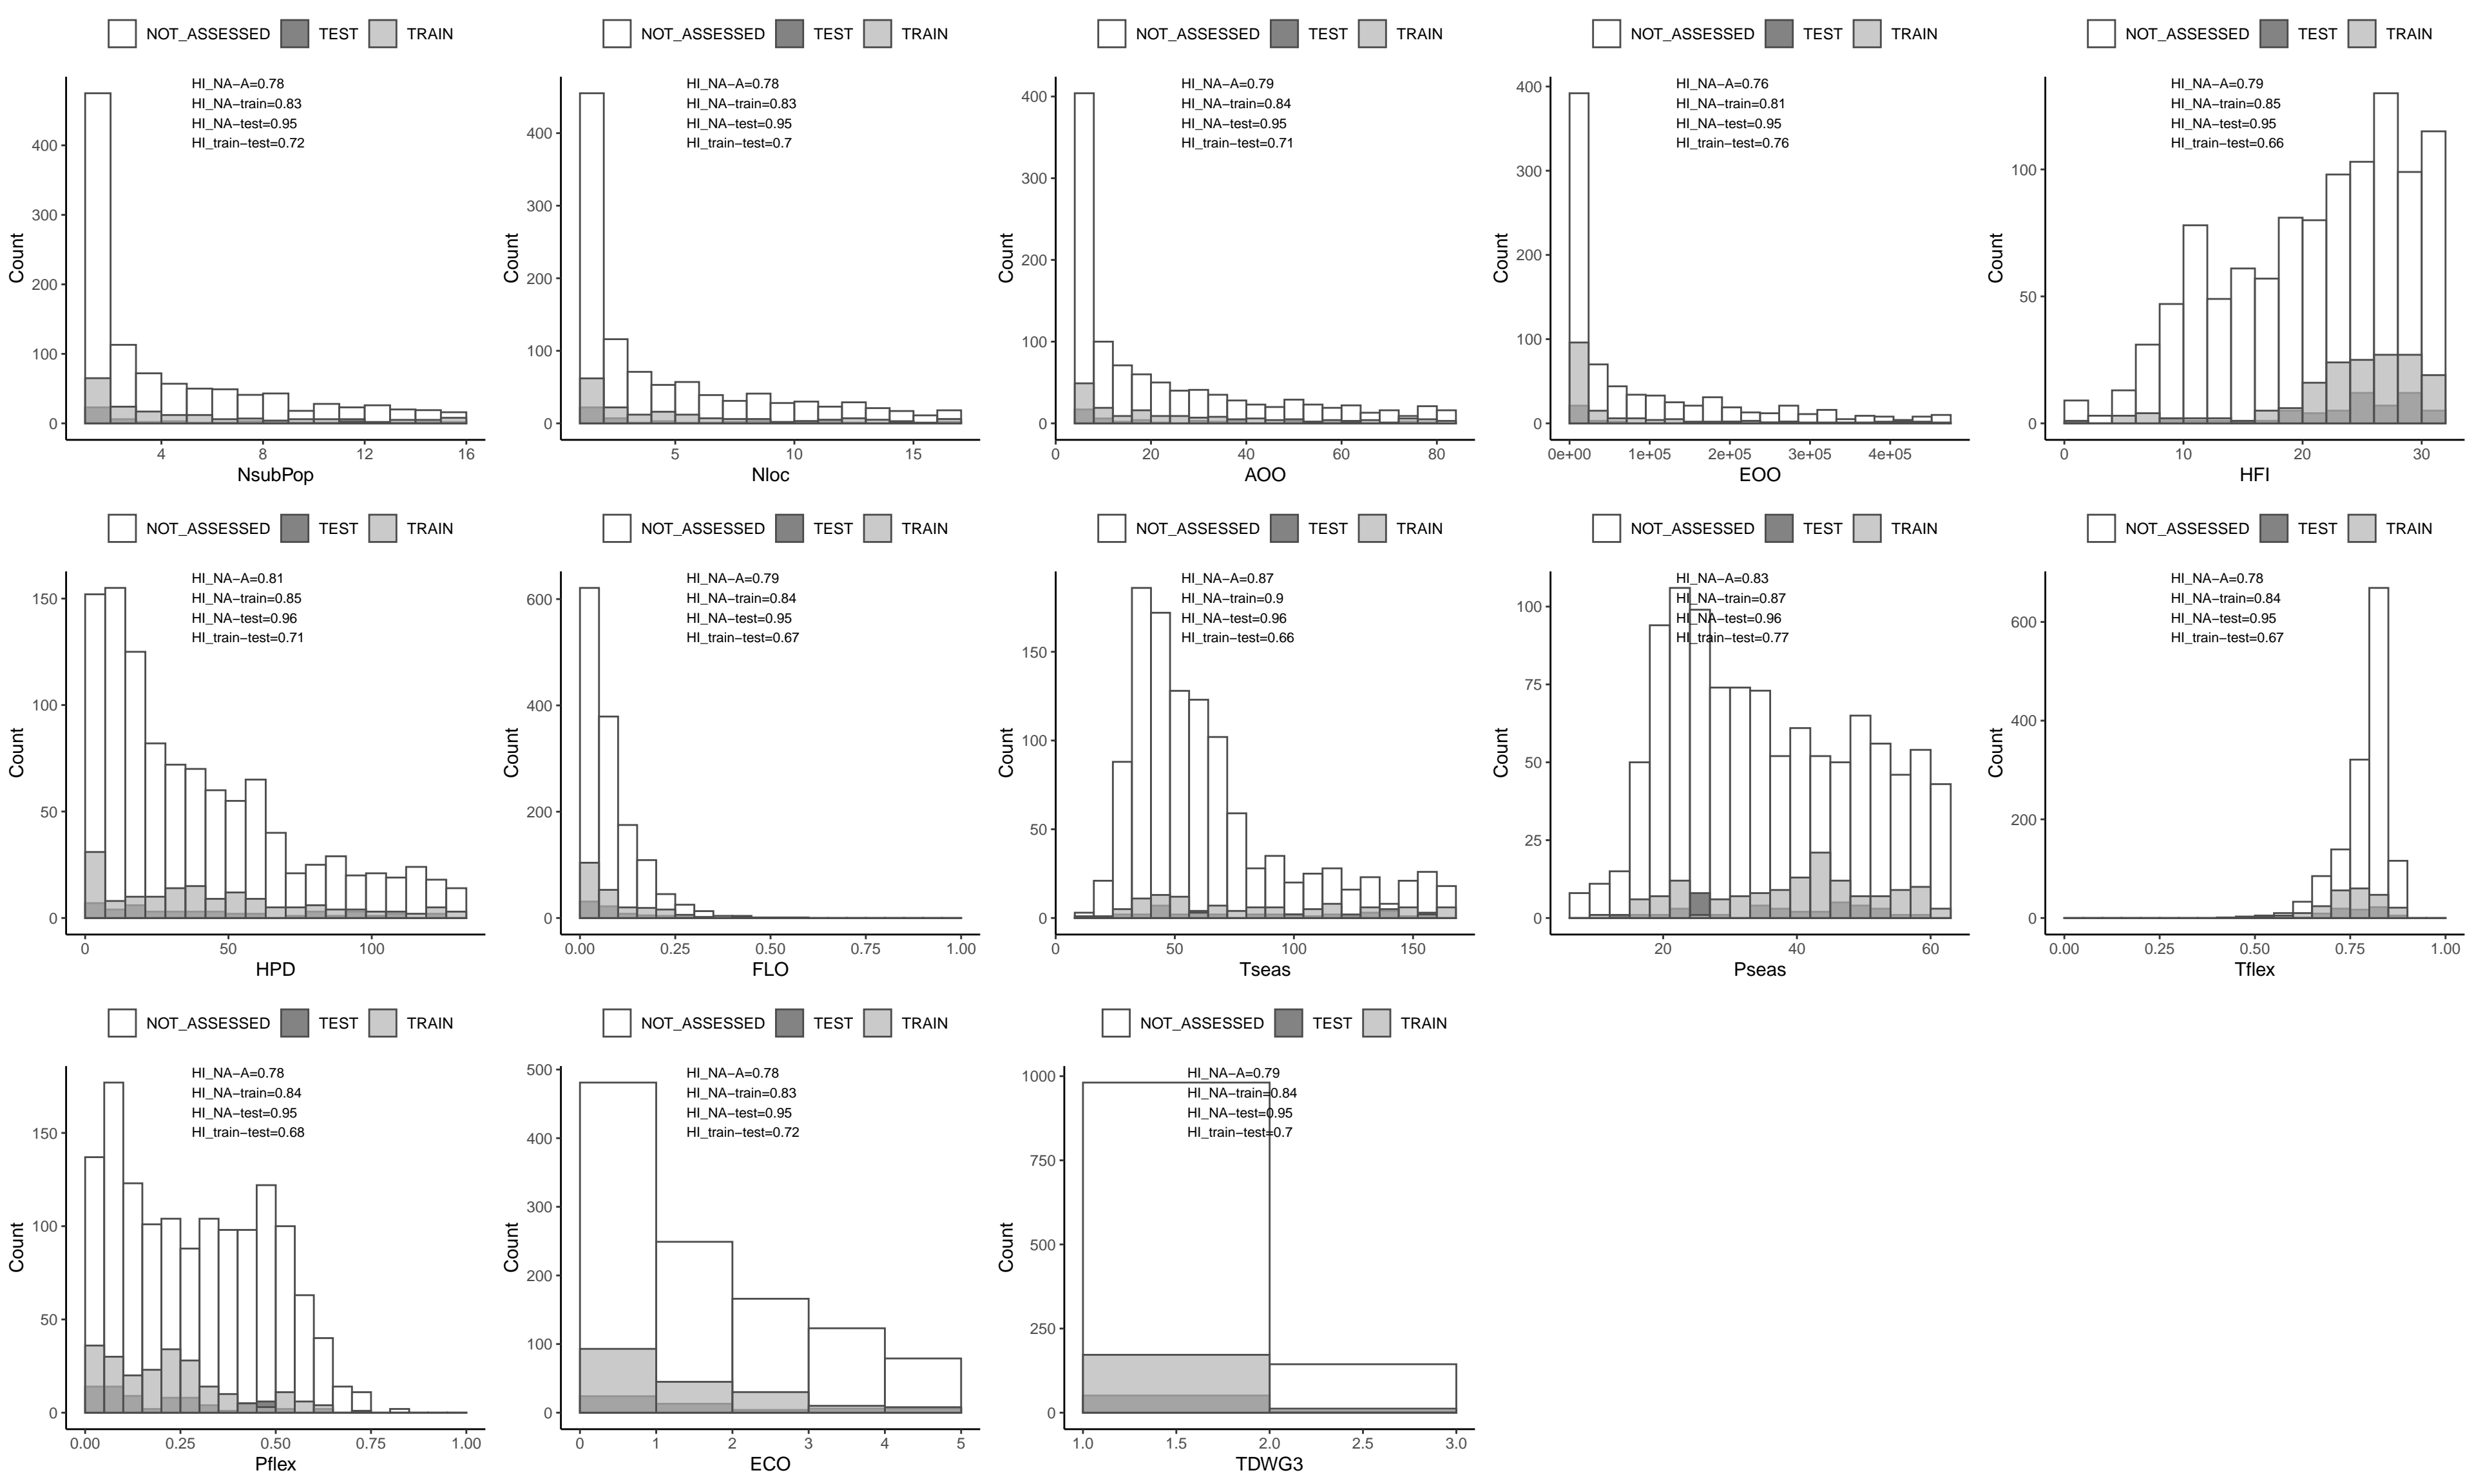 NOT_ASSESSED TEST TRAIN
HI_NA−A=0.78
HI_NA−train=0.83
HI_NA−test=0.95
HI_train−test=0.72
Count
400
300
200
100
0
4 8 12 16
NsubPop
NOT_ASSESSED TEST TRAIN
HI_NA−A=0.78
HI_NA−train=0.83
HI_NA−test=0.95
HI_train−test=0.7
Count
400
300
200
100
0
5 10 15
Nloc
NOT_ASSESSED TEST TRAIN
HI_NA−A=0.79
HI_NA−train=0.84
HI_NA−test=0.95
HI_train−test=0.71
Count
400
300
200
100
0
0 20 40 60 80
AOO
NOT_ASSESSED TEST TRAIN
HI_NA−A=0.76
HI_NA−train=0.81
HI_NA−test=0.95
HI_train−test=0.76
Count
400
300
200
100
0
0e+00 1e+05 2e+05 3e+05 4e+05
EOO
NOT_ASSESSED TEST TRAIN
HI_NA−A=0.79
HI_NA−train=0.85
HI_NA−test=0.95
HI_train−test=0.66
Count
100
50
0
0 10 20 30
HFI
NOT_ASSESSED TEST TRAIN
HI_NA−A=0.81
HI_NA−train=0.85
HI_NA−test=0.96
HI_train−test=0.71
Count
150
100
50
0
0 50 100
HPD
NOT_ASSESSED TEST TRAIN
HI_NA−A=0.79
HI_NA−train=0.84
HI_NA−test=0.95
HI_train−test=0.67
Count
600
400
200
0
0.00 0.25 0.50 0.75 1.00
FLO
NOT_ASSESSED TEST TRAIN
HI_NA−A=0.87
HI_NA−train=0.9
HI_NA−test=0.96
HI_train−test=0.66
Count
150
100
50
0
0 50 100 150
Tseas
NOT_ASSESSED TEST TRAIN
HI_NA−A=0.83
HI_NA−train=0.87
HI_NA−test=0.96
HI_train−test=0.77
Count
100
75
50
25
0
20 40 60
Pseas
NOT_ASSESSED TEST TRAIN
HI_NA−A=0.78
HI_NA−train=0.84
HI_NA−test=0.95
HI_train−test=0.67
Count
600
400
200
0
0.00 0.25 0.50 0.75 1.00
Tflex
NOT_ASSESSED TEST TRAIN
HI_NA−A=0.78
HI_NA−train=0.84
HI_NA−test=0.95
HI_train−test=0.68
Count
150
100
50
0
0.00 0.25 0.50 0.75 1.00
Pflex
NOT_ASSESSED TEST TRAIN
HI_NA−A=0.78
HI_NA−train=0.83
HI_NA−test=0.95
HI_train−test=0.72
Count
500
400
300
200
100
0
0 1 2 3 4 5
ECO
NOT_ASSESSED TEST TRAIN
HI_NA−A=0.79
HI_NA−train=0.84
HI_NA−test=0.95
HI_train−test=0.7
Count
1000
750
500
250
0
1.0 1.5 2.0 2.5 3.0
TDWG3